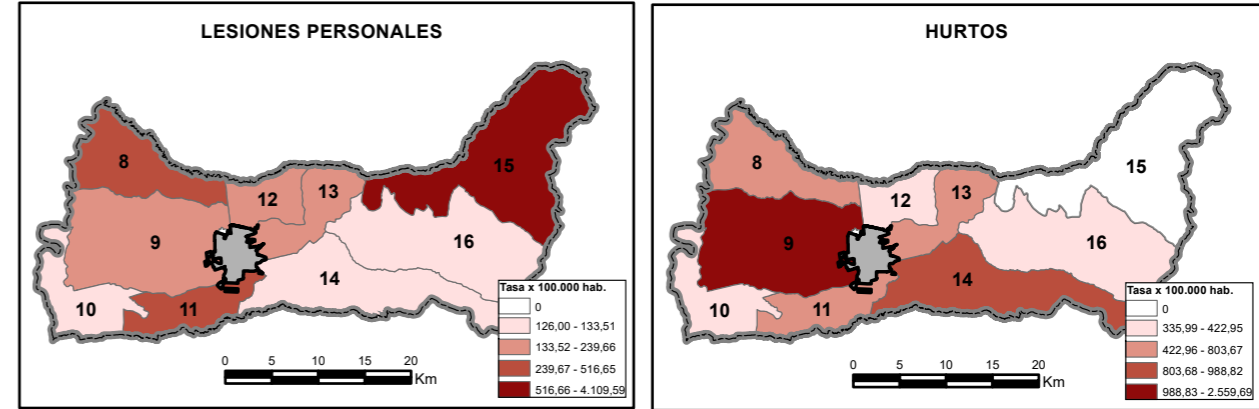 LESIONES PERSONALES
8
12
13
15
9
16
14
10
11
Tasa x 100.000 hab.
0
126,00 - 133,51
133,52 - 239,66
239,67 - 516,65
516,66 - 4.109,59
0 5 10 15 20
Km
HURTOS
8
12
13
15
9
16
14
10
11
Tasa x 100.000 hab.
0
335,99 - 422,95
422,96 - 803,67
803,68 - 988,82
988,83 - 2.559,69
0 5 10 15 20
Km